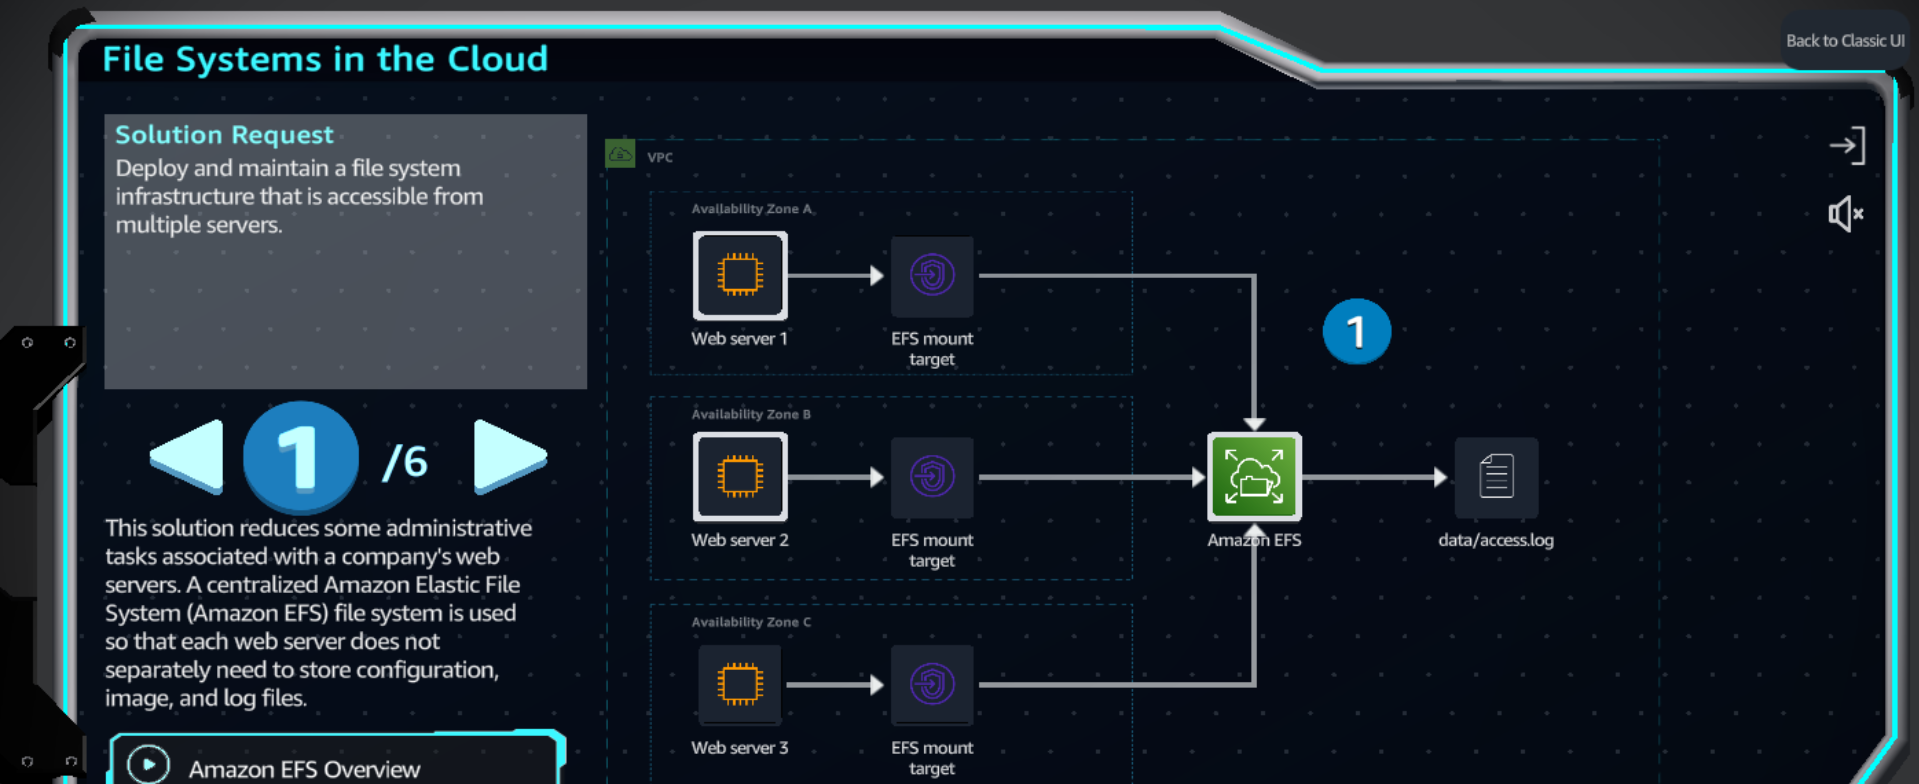 File Systems in the Cloud
Back to Classic UI
Solution Request
Deploy and maintain a file system
infrastructure that is accessible from
multiple servers.
1
/6
This solution reduces some administrative
tasks associated with a company's web
servers. A centralized Amazon Elastic File
System (Amazon EFS) file system is used
so that each web server does not
separately need to store configuration,
image, and log files.
Amazon EFS Overview
VPC
Availability Zone A
Web server 1
EFS mount
target
1
Availability Zone B
Web server 2
EFS mount
target
Amazon EFS
data/access.log
Availability Zone C
Web server 3
EFS mount
target